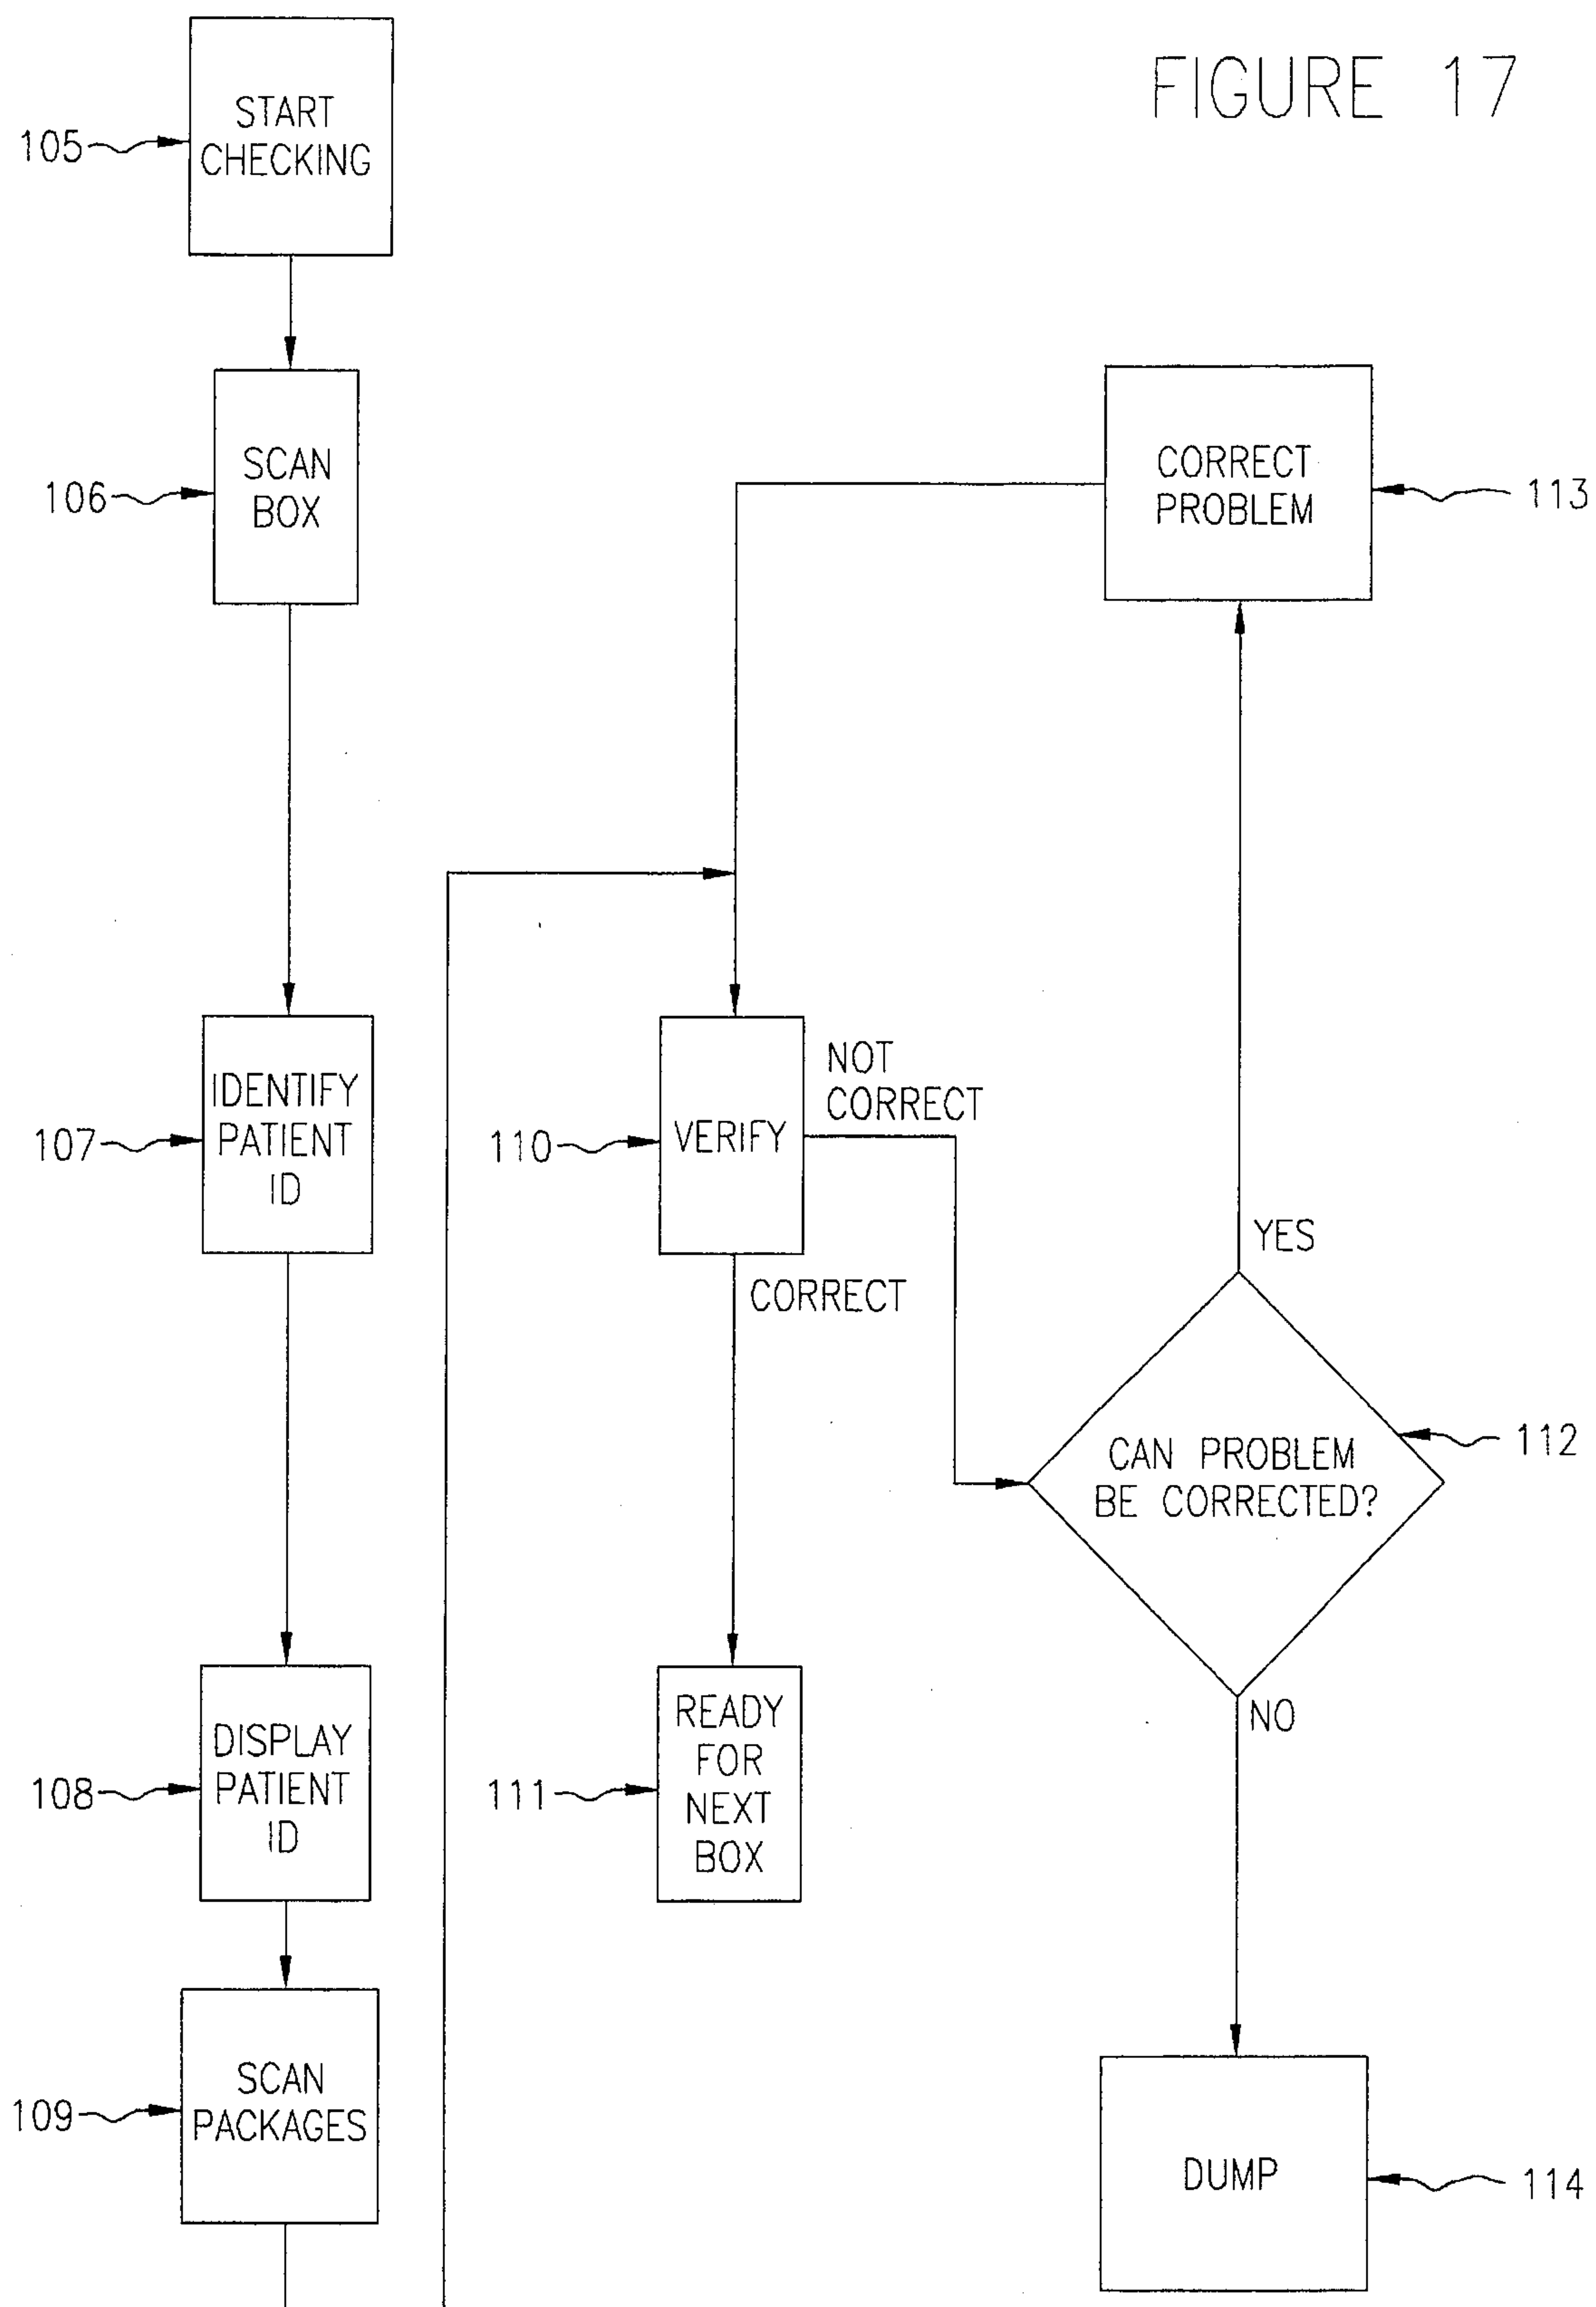 FIGURE 17
105
START
CHECKING
106
SCAN
BOX
107
IDENTIFY
PATIENT
ID
108
DISPLAY
PATIENT
ID
109
SCAN
PACKAGES
110
VERIFY
NOT
CORRECT
CORRECT
111
READY
FOR
NEXT
BOX
CORRECT
PROBLEM
113
YES
CAN PROBLEM
BE CORRECTED?
112
NO
DUMP
114